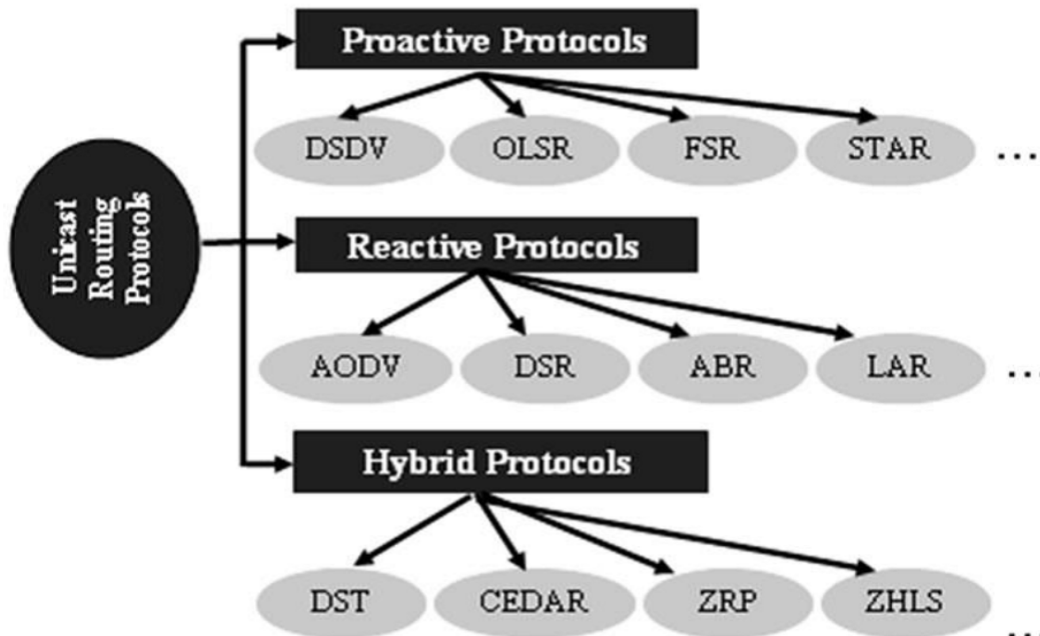 Proactive Protocols
DSDV
OLSR
FSR
STAR
...
Unicast
Routing
Protocols
Reactive Protocols
AODV
DSR
ABR
LAR
...
Hybrid Protocols
DST
CEDAR
ZRP
ZHLS
...